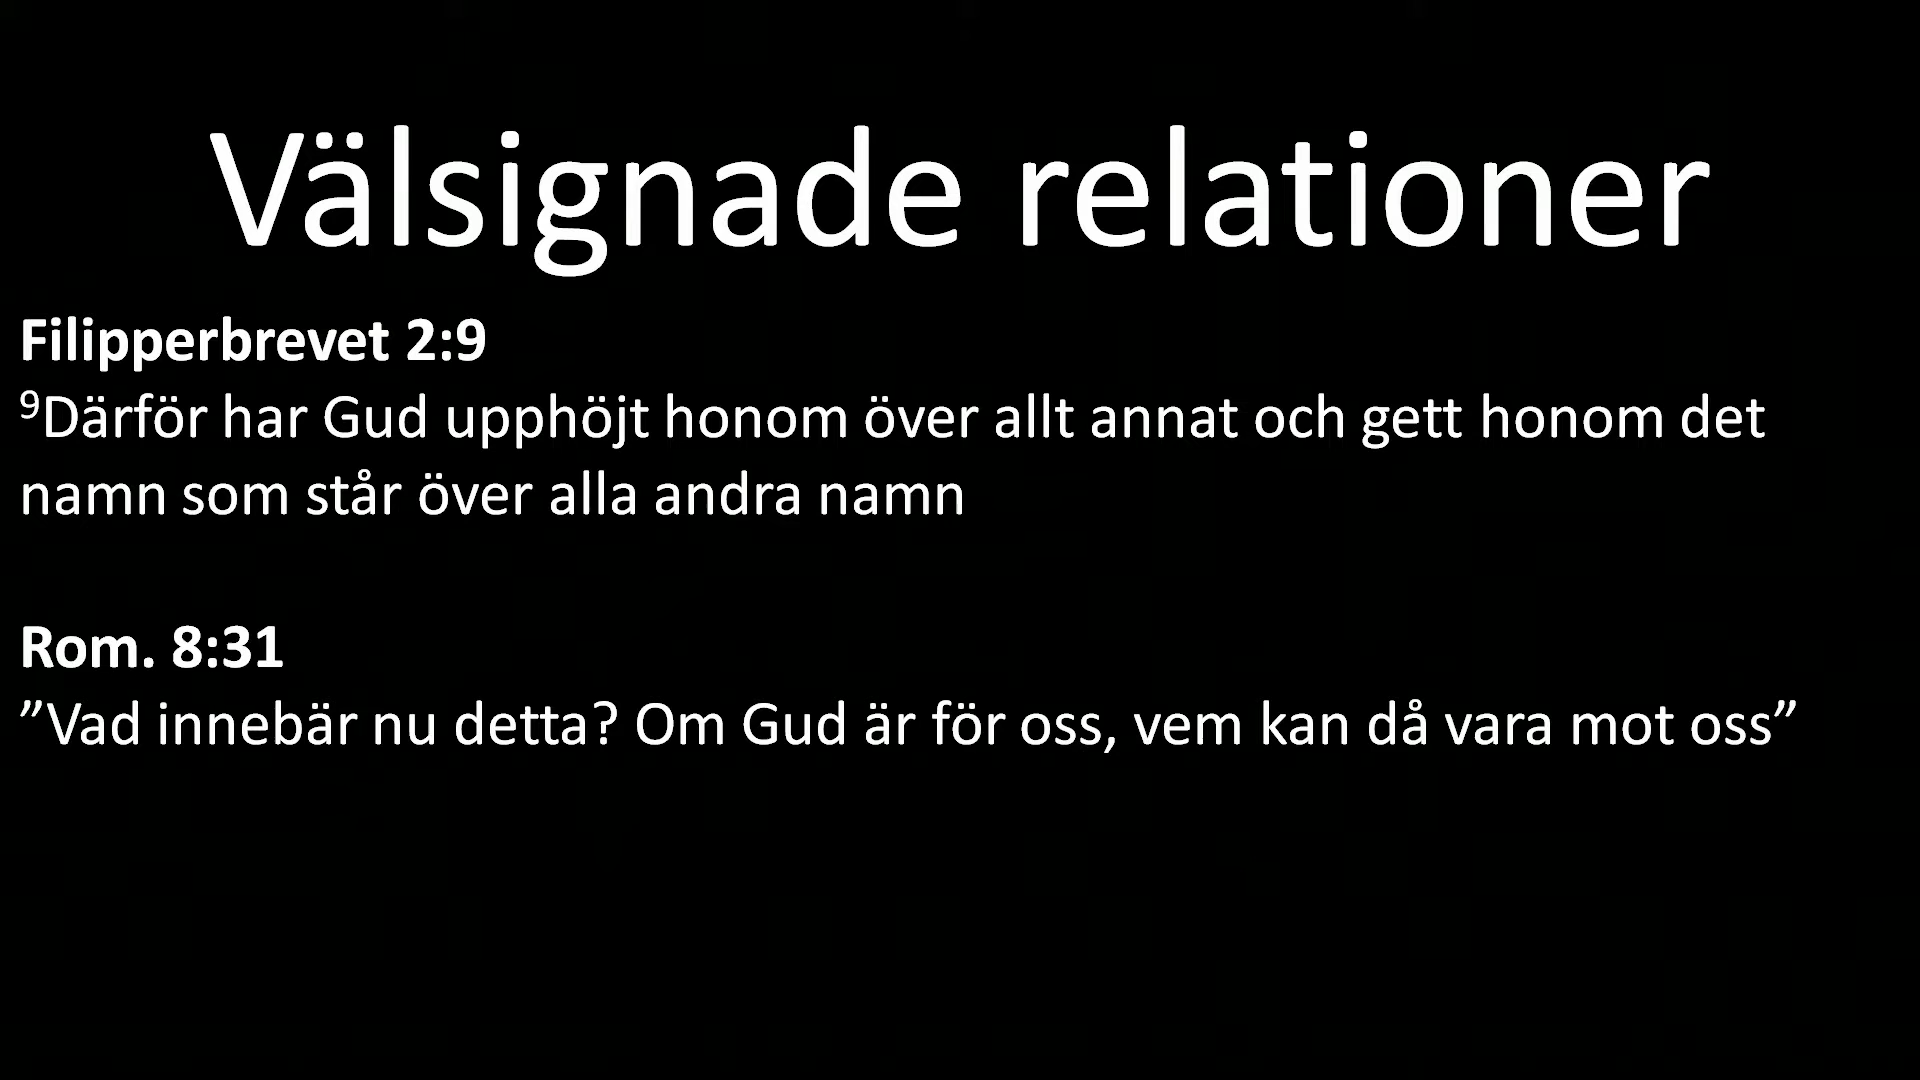 Välsignade relationer
Filipperbrevet 2:9
⁹Därför har Gud upphöjt honom över allt annat och gett honom det
namn som står över alla andra namn
Rom. 8:31
”Vad innebär nu detta? Om Gud är för oss, vem kan då vara mot oss”